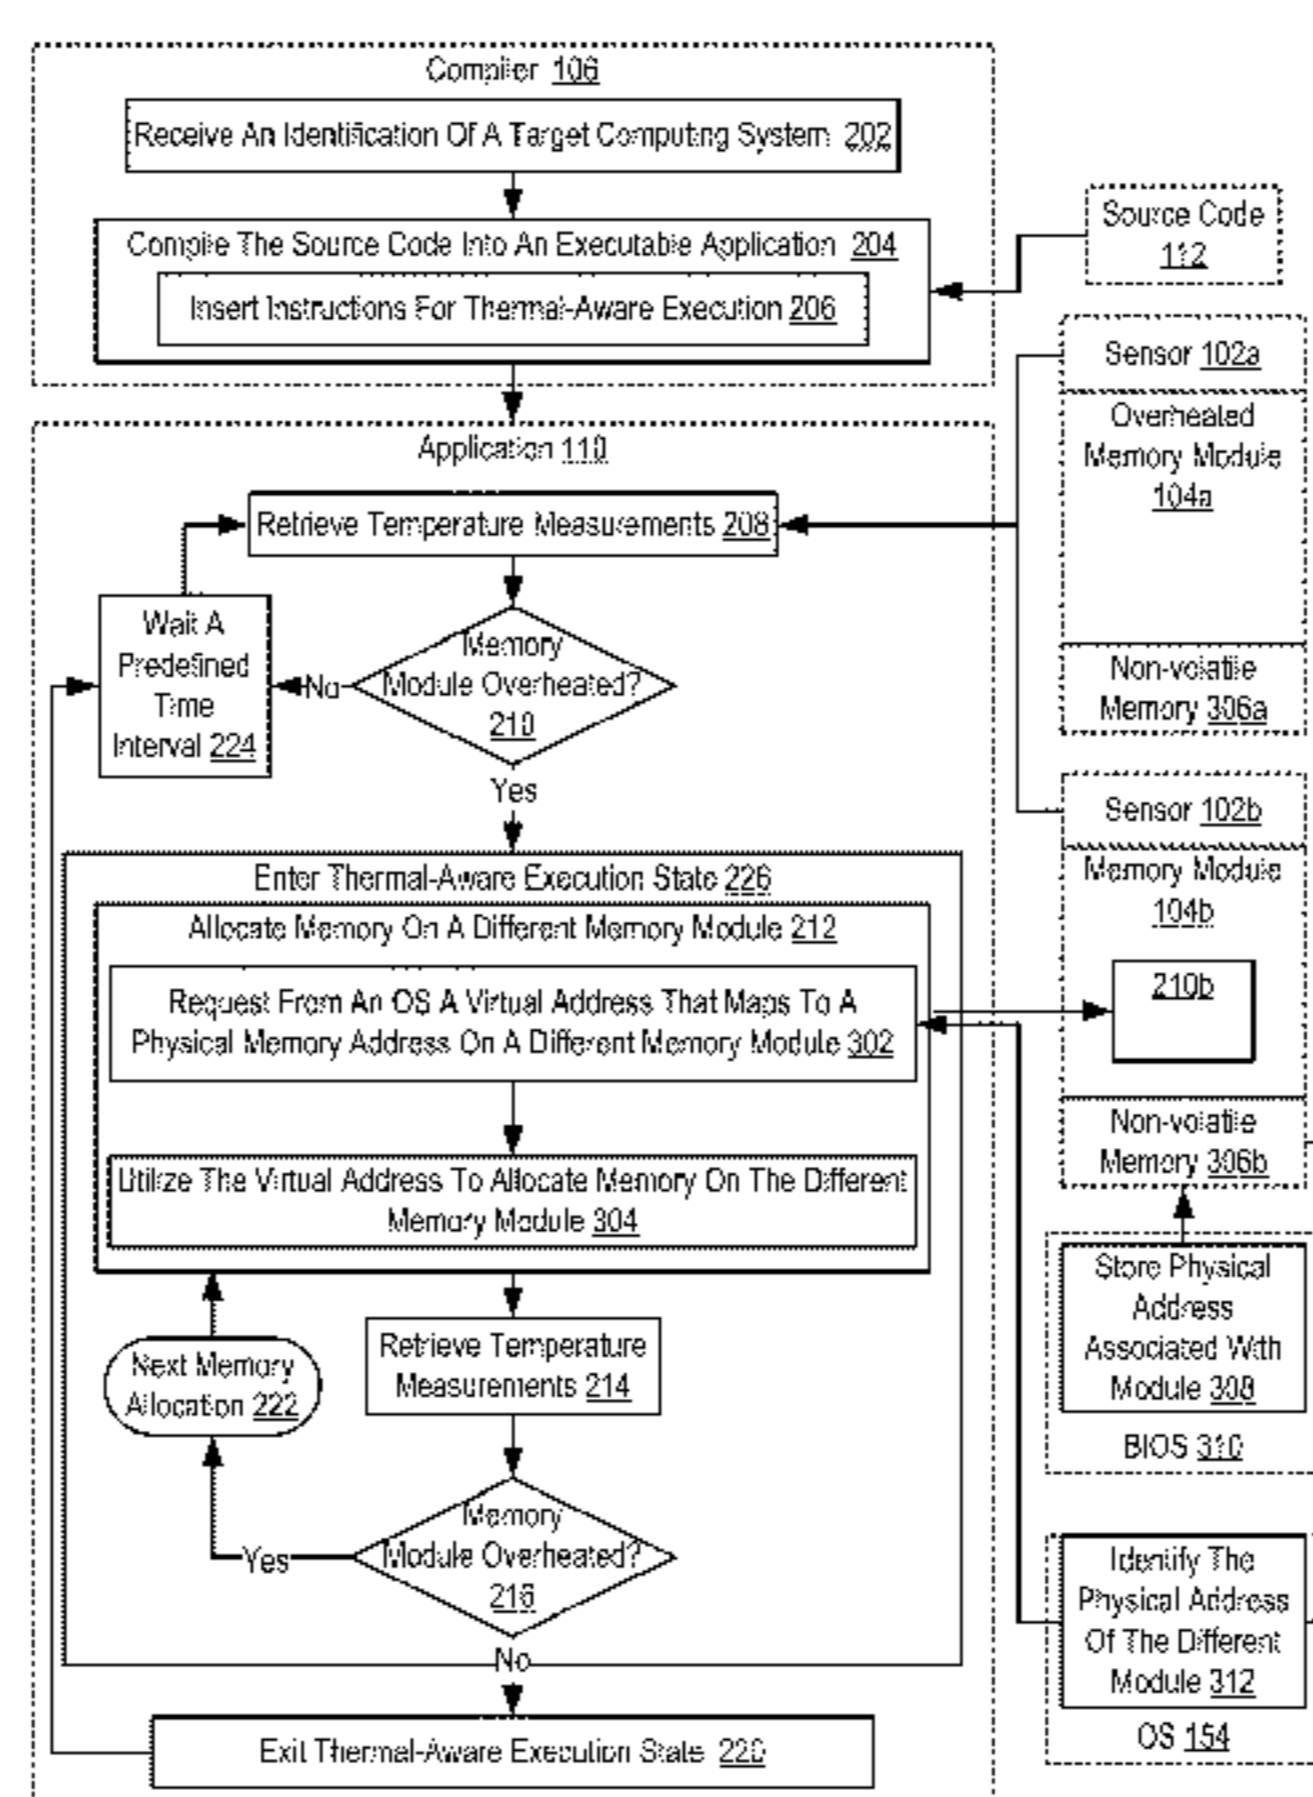 Compiler 106
Receive An Identification Of A Target Computing System 202
Compile The Source Code Into An Executable Application 204
Insert Instructions For Thermal-Aware Execution 206
Source Code
112
Sensor 102a
Overheated
Memory Module
104a
Non-volatile
Memory 306a
Application 110
Retrieve Temperature Measurements 208
Wait A
Predefined
Time
Interval 224
No
Memory
Module Overheated?
210
Yes
Sensor 102b
Memory Module
104b
210b
Non-volatile
Memory 306b
Enter Thermal-Aware Execution State 226
Allocate Memory On A Different Memory Module 212
Request From An OS A Virtual Address That Maps To A
Physical Memory Address On A Different Memory Module 302
Utilize The Virtual Address To Allocate Memory On The Different
Memory Module 304
Store Physical
Address
Associated With
Module 308
BIOS 310
Next Memory
Allocation 222
Retrieve Temperature
Measurements 214
Yes
Memory
Module Overheated?
216
No
Identify The
Physical Address
Of The Different
Module 312
OS 154
Exit Thermal-Aware Execution State 220